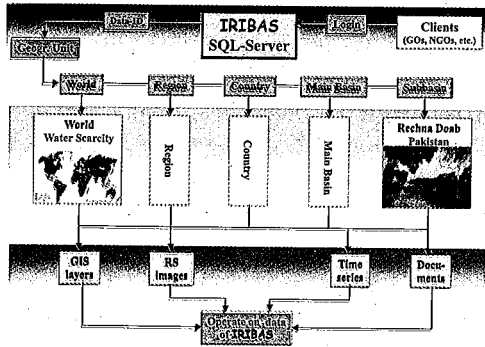 Data-ID
IRIBAS
SQL-Server
Login
Clients
(GOs, NGOs, etc.)
Geogr. Unit
World
Region
Country
Main Basin
Subbasin
World
Water Scarcity
Region
Country
Main Basin
Rechna Doab
Pakistan
GIS
layers
RS
images
Time
series
Docu-
ments
Operate on data
of IRIBAS